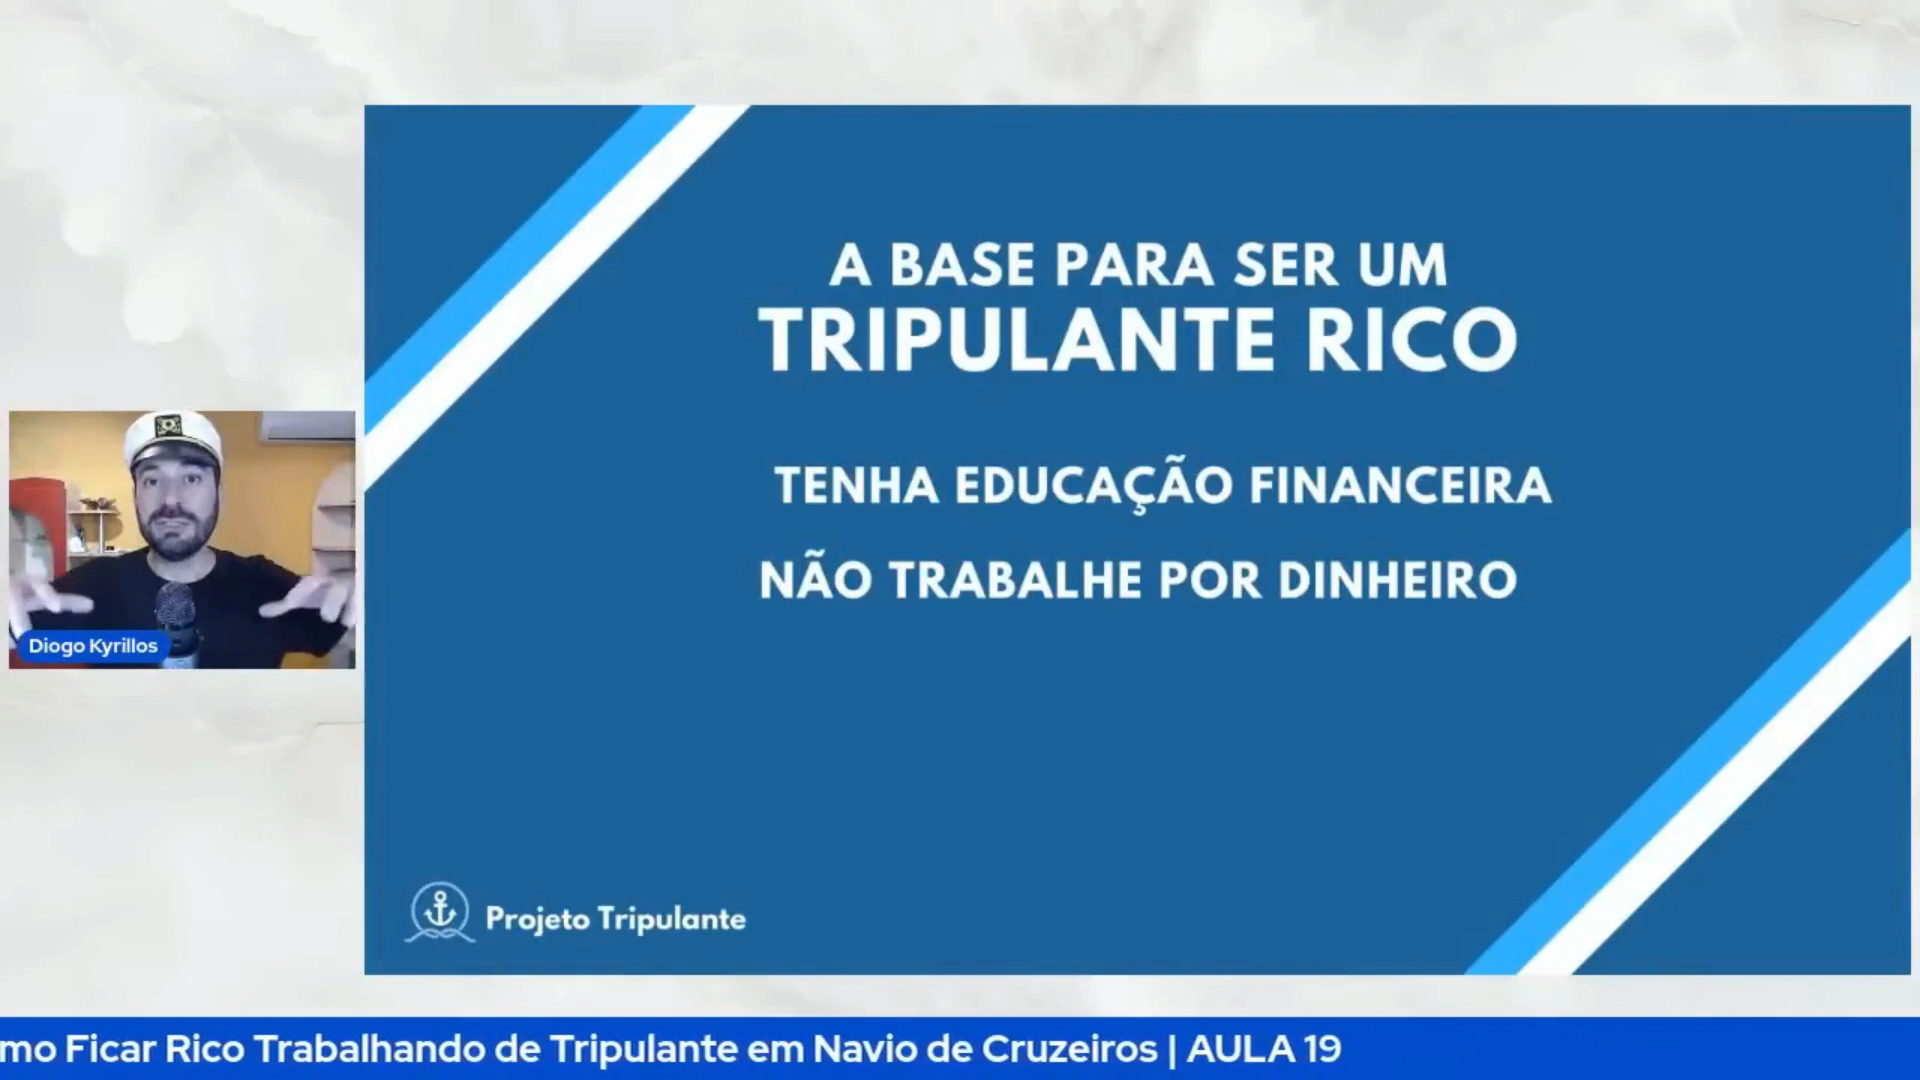 A BASE PARA SER UM
TRIPULANTE RICO
TENHA EDUCAÇÃO FINANCEIRA
NÃO TRABALHE POR DINHEIRO
Diogo Kyrillos
Projeto Tripulante
mo Ficar Rico Trabalhando de Tripulante em Navio de Cruzeiros | AULA 19